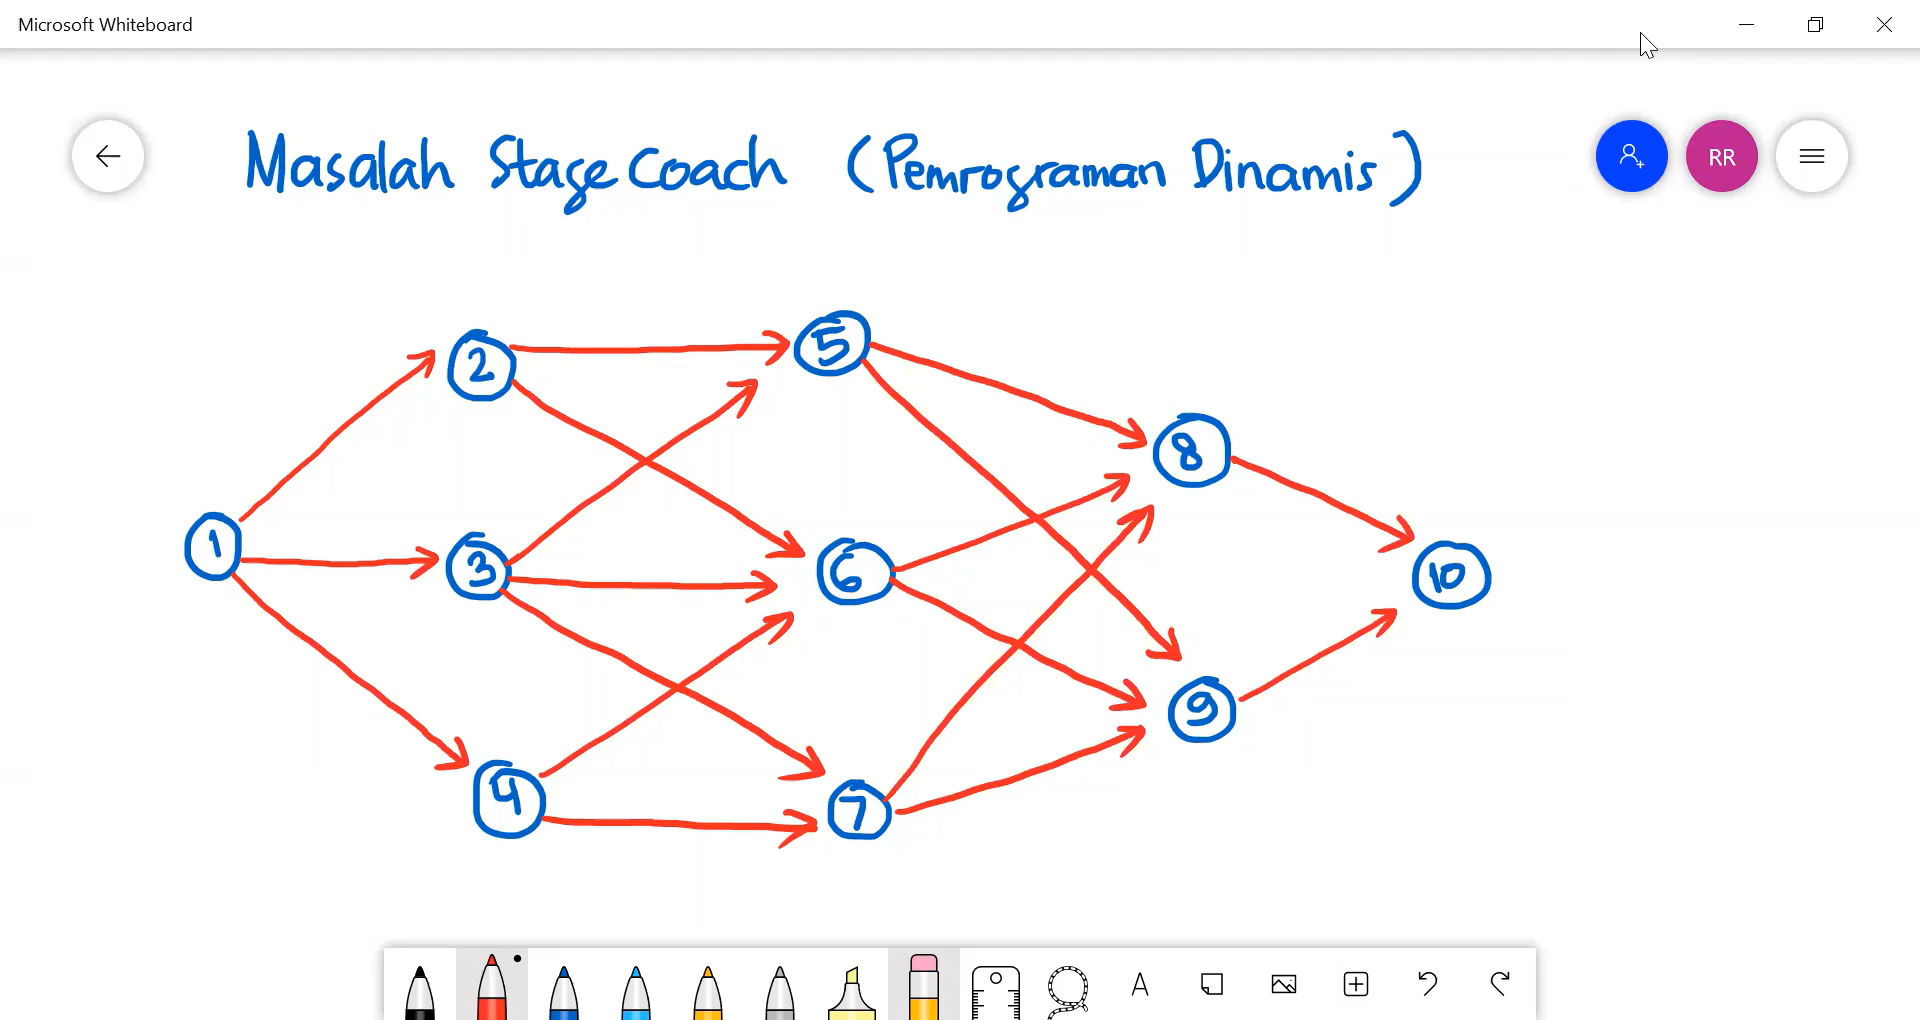 Microsoft Whiteboard
Masalah Stage Coach (Pemrograman Dinamis)
RR
5
2
8
1
3
6
10
9
4
7
A